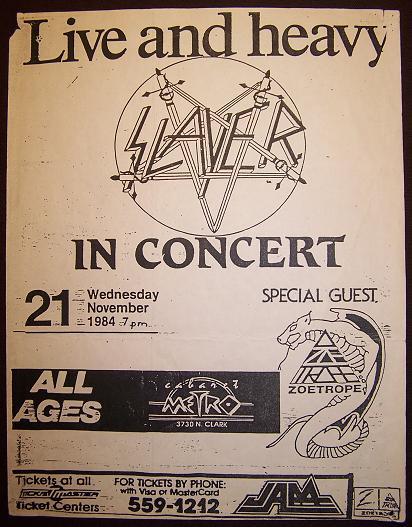 Live and heavy
SLAYER
IN CONCERT
21 Wednesday
November
1984 7pm
SPECIAL GUEST
ZOETROPE
ALL
AGES
cabaret
METRO
3730 N. CLARK
Tickets at all
TICKETMASTER
Ticket Centers
FOR TICKETS BY PHONE:
with Visa or MasterCard
559-1212
JAM